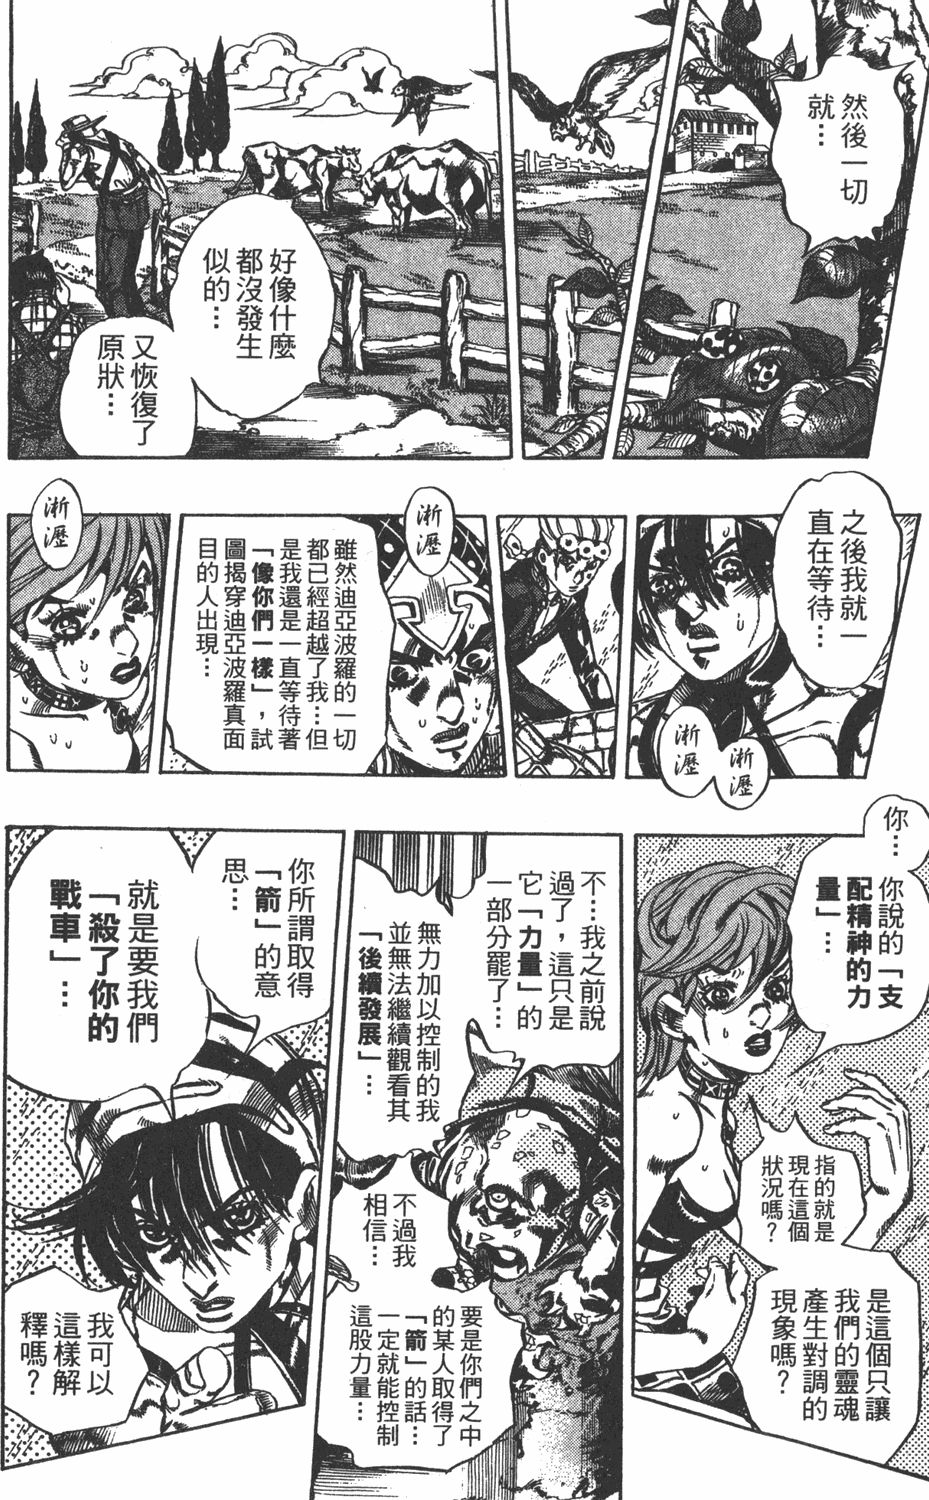 然後一切
就…
好像什麼
都沒發生
似的…
又恢復了
原狀…
之後我就一
直在等待…
漸瀝
漸瀝
漸瀝
雖然迪亞波羅的一切
都已經超越了我…但
是我還是一直等待著
「像你們一樣」，試
圖揭穿迪亞波羅真面
目的人出現…
漸瀝
你…
你說的「支
配精神的力
量」…
指的就是
現在這個
狀況嗎？
是這個只讓
我們的靈魂
產生對調的
現象嗎？
不…我之前說
過了，這只是
它「力量」的
一部分罷了…
無力加以控制的我
並無法繼續觀看其
「後續發展」…
不過我
相信…
要是你們之中
的某人取得了
「箭」的話…
一定就能控制
這股力量…
你所謂取得
「箭」的意
思…
就是要我們
「殺了你的
戰車」…
我可以
這樣解
釋嗎？